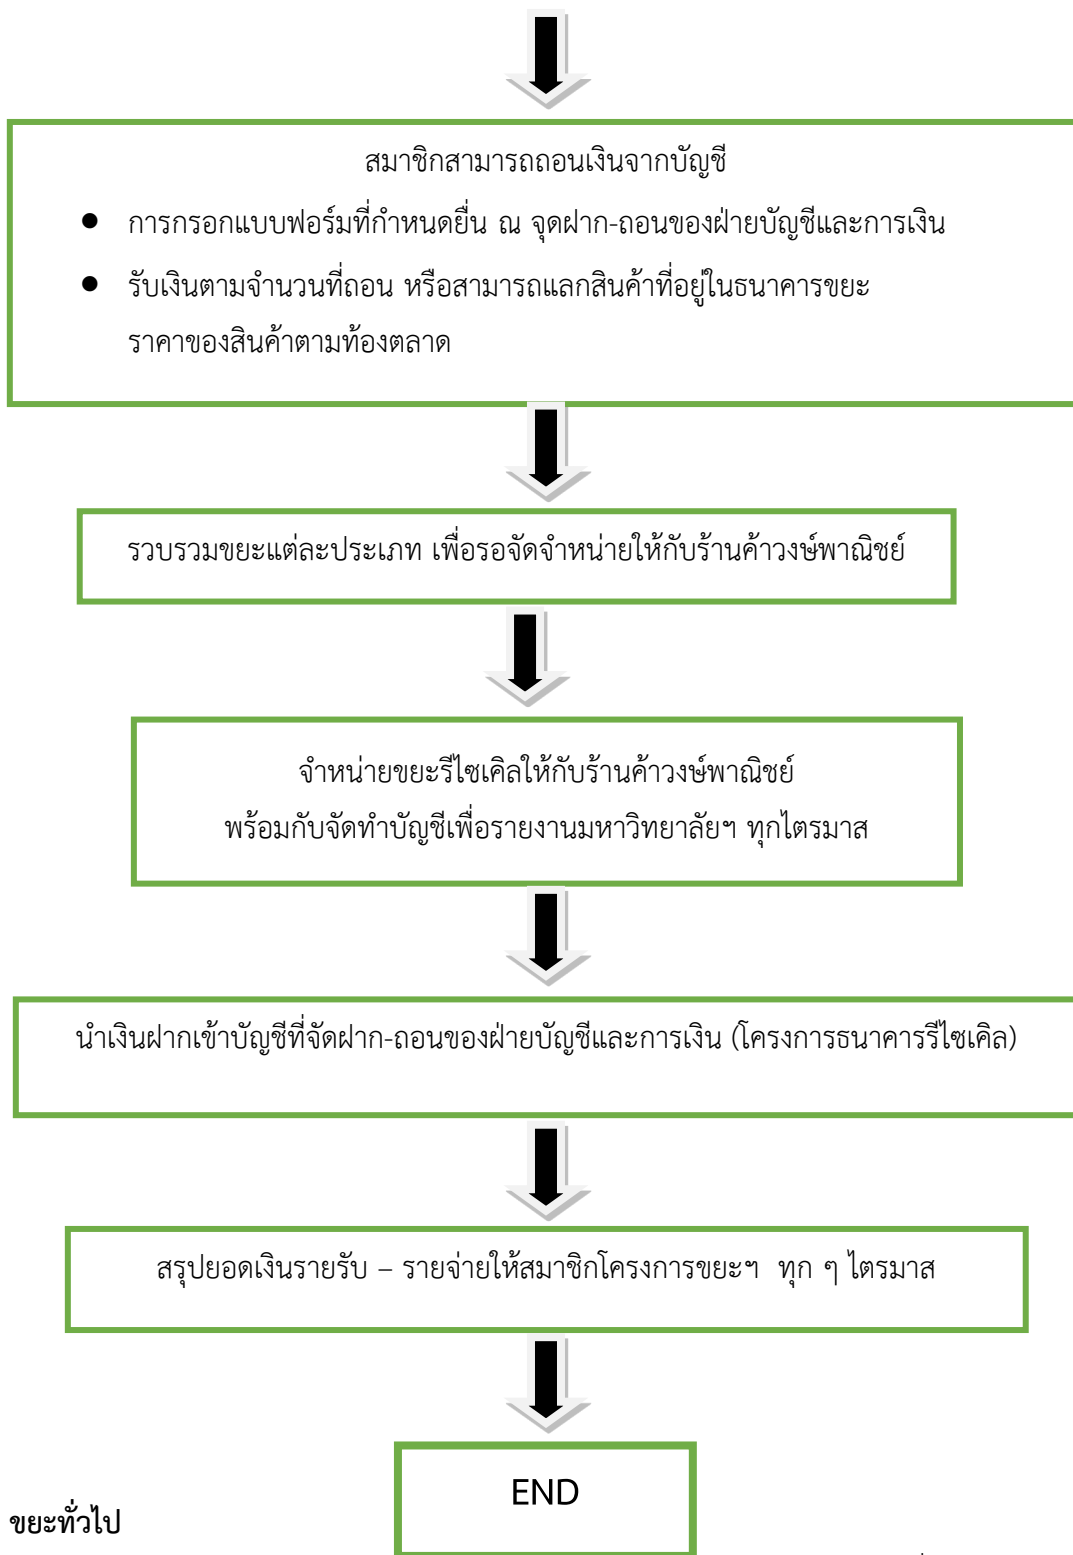 สมาชิกสามารถถอนเงินจากบัญชี
● การกรอกแบบฟอร์มที่กำหนดยื่น ณ จุดฝาก-ถอนของฝ่ายบัญชีและการเงิน
● รับเงินตามจำนวนที่ถอน หรือสามารถแลกสินค้าที่อยู่ในธนาคารขยะ
ราคาของสินค้าตามท้องตลาด
รวบรวมขยะแต่ละประเภท เพื่อรอจัดจำหน่ายให้กับร้านค้าวงษ์พาณิชย์
จำหน่ายขยะรีไซเคิลให้กับร้านค้าวงษ์พาณิชย์
พร้อมกับจัดทำบัญชีเพื่อรายงานมหาวิทยาลัยฯ ทุกไตรมาส
นำเงินฝากเข้าบัญชีที่จัดฝาก-ถอนของฝ่ายบัญชีและการเงิน (โครงการธนาคารรีไซเคิล)
สรุปยอดเงินรายรับ – รายจ่ายให้สมาชิกโครงการขยะฯ ทุก ๆ ไตรมาส
END
ขยะทั่วไป